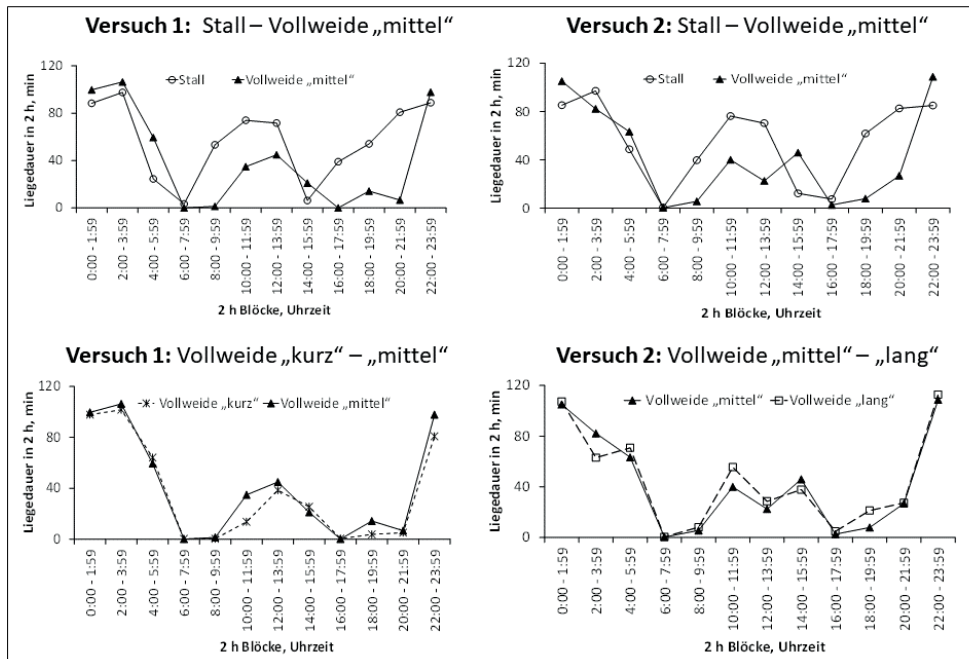 Versuch 1: Stall – Vollweide „mittel“
Liegedauer in 2 h, min
120
80
40
0
Stall
Vollweide „mittel“
0:00 - 1:59
2:00 - 3:59
4:00 - 5:59
6:00 - 7:59
8:00 - 9:59
10:00 - 11:59
12:00 - 13:59
14:00 - 15:59
16:00 - 17:59
18:00 - 19:59
20:00 - 21:59
22:00 - 23:59
2 h Blöcke, Uhrzeit
Versuch 2: Stall – Vollweide „mittel“
Liegedauer in 2 h, min
120
80
40
0
Stall
Vollweide „mittel“
0:00 - 1:59
2:00 - 3:59
4:00 - 5:59
6:00 - 7:59
8:00 - 9:59
10:00 - 11:59
12:00 - 13:59
14:00 - 15:59
16:00 - 17:59
18:00 - 19:59
20:00 - 21:59
22:00 - 23:59
2 h Blöcke, Uhrzeit
Versuch 1: Vollweide „kurz“ – „mittel“
Liegedauer in 2 h, min
120
80
40
0
Vollweide „kurz“
Vollweide „mittel“
0:00 - 1:59
2:00 - 3:59
4:00 - 5:59
6:00 - 7:59
8:00 - 9:59
10:00 - 11:59
12:00 - 13:59
14:00 - 15:59
16:00 - 17:59
18:00 - 19:59
20:00 - 21:59
22:00 - 23:59
2 h Blöcke, Uhrzeit
Versuch 2: Vollweide „mittel“ – „lang“
Liegedauer in 2 h, min
120
80
40
0
Vollweide „mittel“
Vollweide „lang“
0:00 - 1:59
2:00 - 3:59
4:00 - 5:59
6:00 - 7:59
8:00 - 9:59
10:00 - 11:59
12:00 - 13:59
14:00 - 15:59
16:00 - 17:59
18:00 - 19:59
20:00 - 21:59
22:00 - 23:59
2 h Blöcke, Uhrzeit